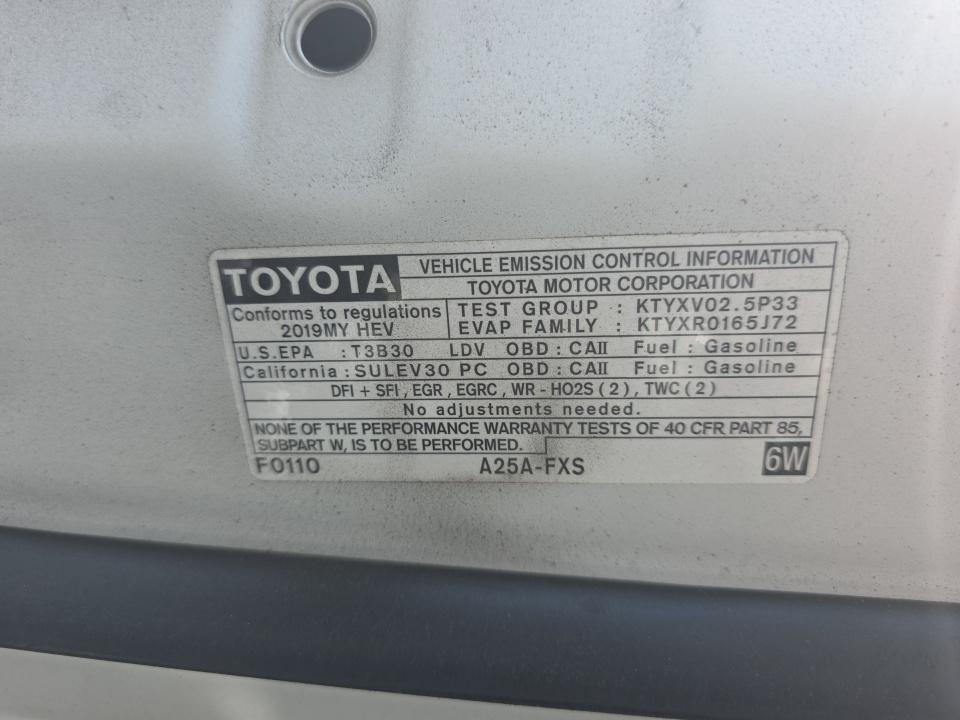 TOYOTA VEHICLE EMISSION CONTROL INFORMATION
TOYOTA MOTOR CORPORATION
Conforms to regulations TEST GROUP : KTYXV02.5P33
2019MY HEV EVAP FAMILY : KTYXR0165J72
U.S.EPA : T3B30 LDV OBD : CAII Fuel : Gasoline
California : SULEV30 PC OBD : CAII Fuel : Gasoline
DFI + SFI , EGR , EGRC , WR - HO2S ( 2 ) , TWC ( 2 )
No adjustments needed.
NONE OF THE PERFORMANCE WARRANTY TESTS OF 40 CFR PART 85,
SUBPART W, IS TO BE PERFORMED.
F0110 A25A-FXS 6W